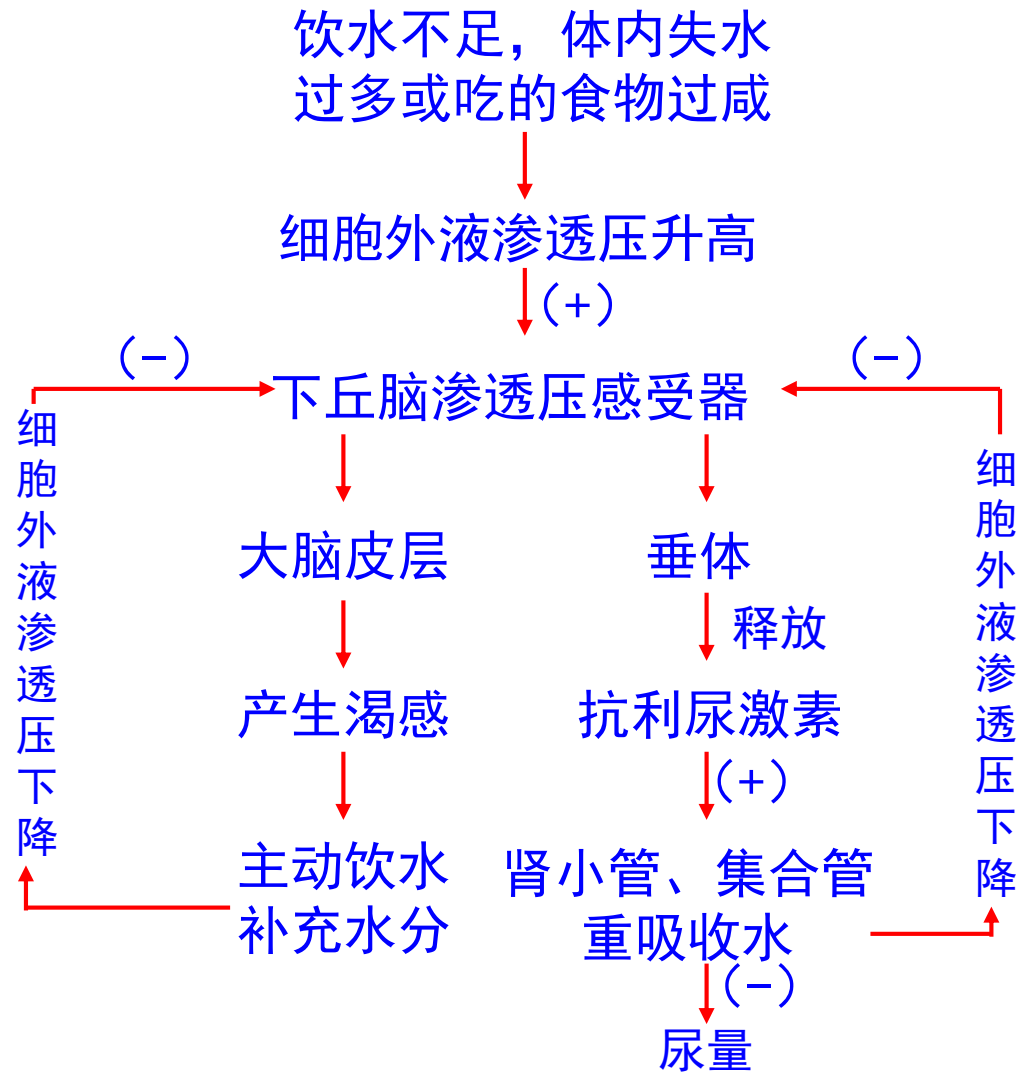 饮水不足，体内失水
过多或吃的食物过咸
细胞外液渗透压升高
（+）
（-）
（-）
下丘脑渗透压感受器
细胞外液渗透压下降
细胞外液渗透压下降
大脑皮层
垂体
释放
产生渴感
抗利尿激素
（+）
主动饮水
补充水分
肾小管、集合管
重吸收水
（-）
尿量